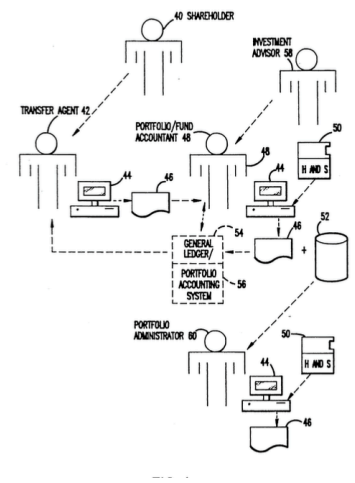 40 SHAREHOLDER
INVESTMENT
ADVISOR 58
TRANSFER AGENT 42
PORTFOLIO/FUND
ACCOUNTANT 48
50
48
44
46
44
H AND S
46
52
54
GENERAL
LEDGER/
+
PORTFOLIO
ACCOUNTING
SYSTEM
56
PORTFOLIO
ADMINISTRATOR 60
50
44
H AND S
46